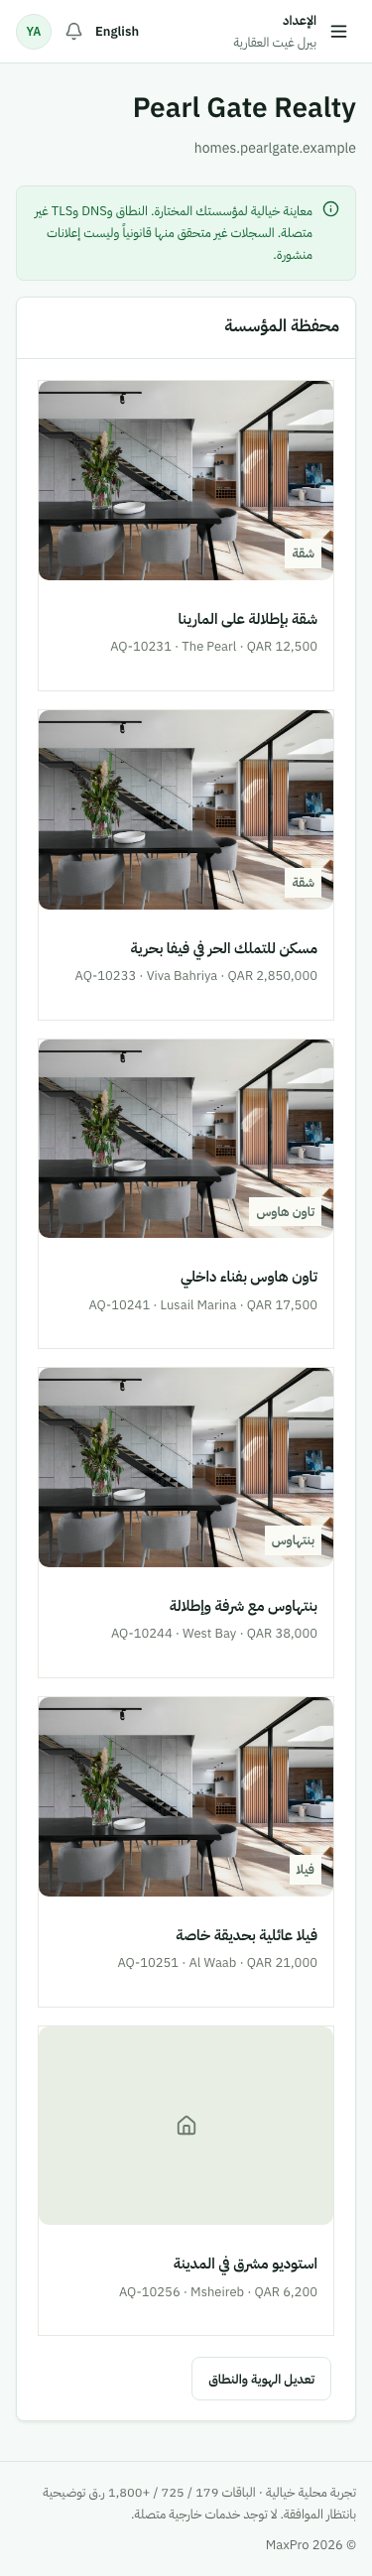 الإعداد
بيرل غيت العقارية
English
YA
Pearl Gate Realty
homes.pearlgate.example
معاينة خيالية لمؤسستك المختارة. النطاق وDNS وTLS غير
متصلة. السجلات غير متحقق منها قانونياً وليست إعلانات
منشورة.
محفظة المؤسسة
شقة
شقة بإطلالة على المارينا
AQ-10231 · The Pearl · QAR 12,500
شقة
مسكن للتملك الحر في فيفا بحرية
AQ-10233 · Viva Bahriya · QAR 2,850,000
تاون هاوس
تاون هاوس بفناء داخلي
AQ-10241 · Lusail Marina · QAR 17,500
بنتهاوس
بنتهاوس مع شرفة وإطلالة
AQ-10244 · West Bay · QAR 38,000
فيلا
فيلا عائلية بحديقة خاصة
AQ-10251 · Al Waab · QAR 21,000
استوديو مشرق في المدينة
AQ-10256 · Msheireb · QAR 6,200
تعديل الهوية والنطاق
تجربة محلية خيالية · الباقات 179 / 725 / +1,800 ر.ق توضيحية
بانتظار الموافقة. لا توجد خدمات خارجية متصلة.
© 2026 MaxPro